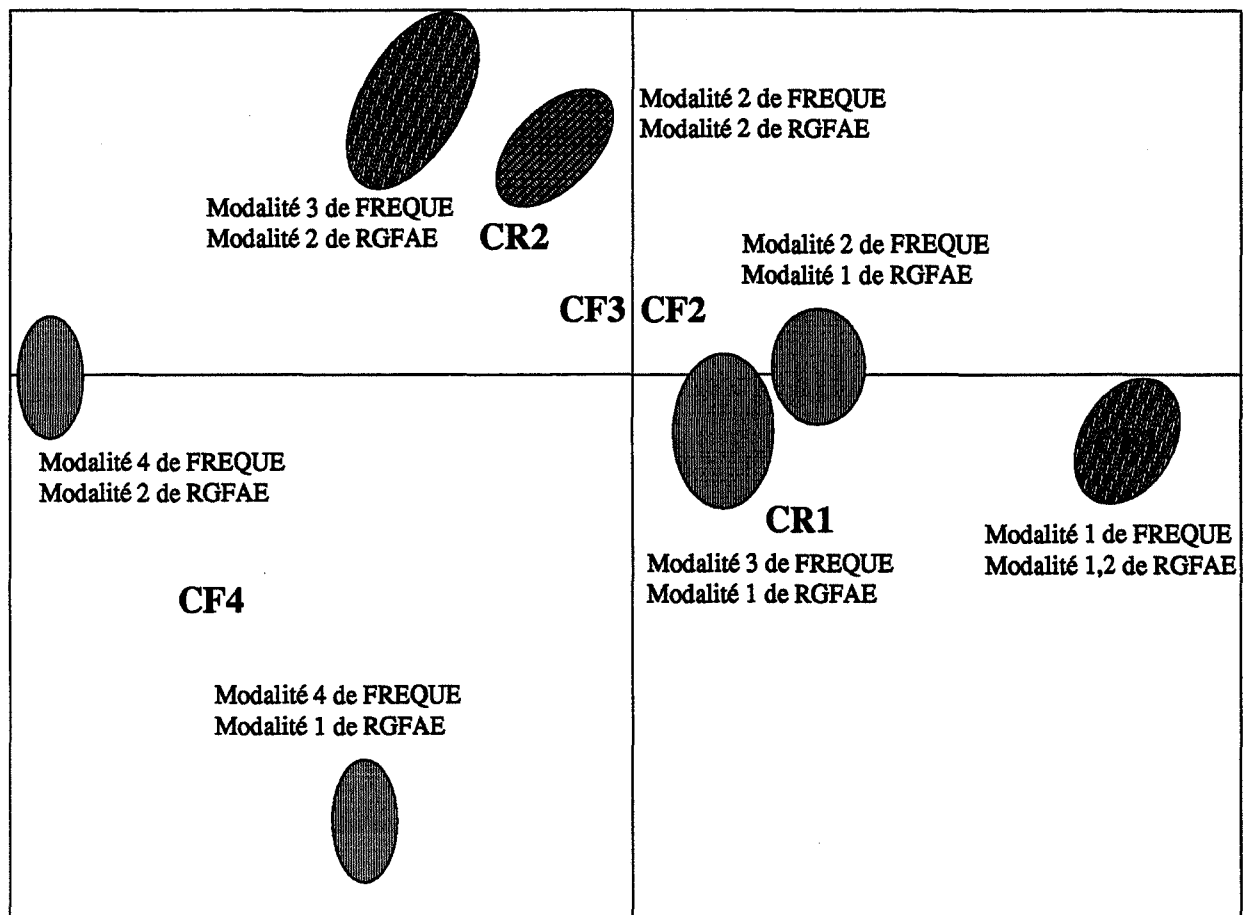 Modalité 2 de FREQUE
Modalité 2 de RGFAE
Modalité 3 de FREQUE
Modalité 2 de RGFAE
CR2
Modalité 2 de FREQUE
Modalité 1 de RGFAE
CF3
CF2
Modalité 4 de FREQUE
Modalité 2 de RGFAE
CR1
Modalité 1 de FREQUE
Modalité 1,2 de RGFAE
Modalité 3 de FREQUE
Modalité 1 de RGFAE
CF4
Modalité 4 de FREQUE
Modalité 1 de RGFAE